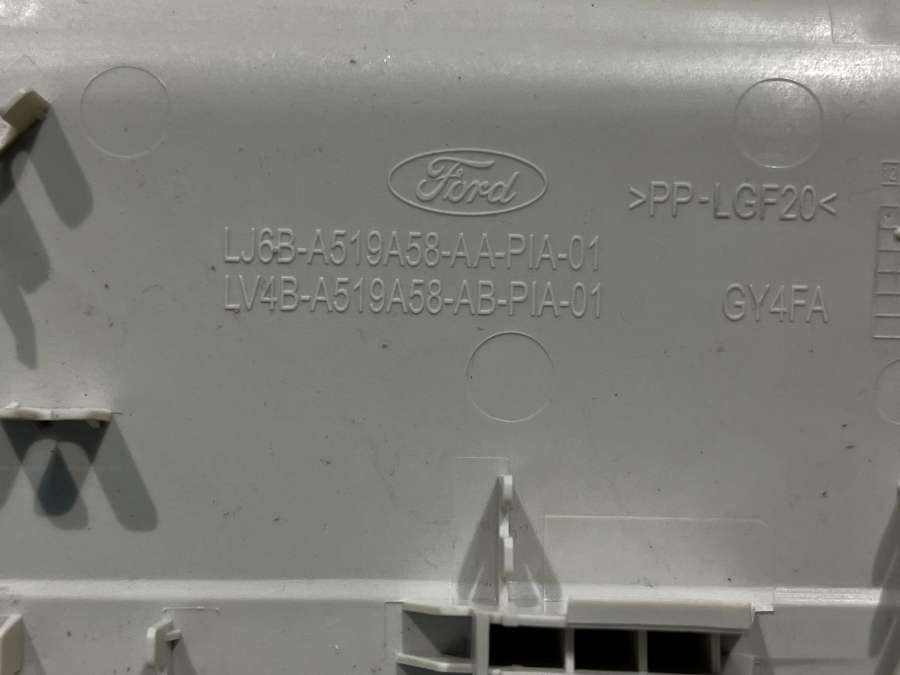 Ford
>PP-LGF20<
LJ6B-A519A58-AA-PIA-01
LV4B-A519A58-AB-PIA-01
GY4FA